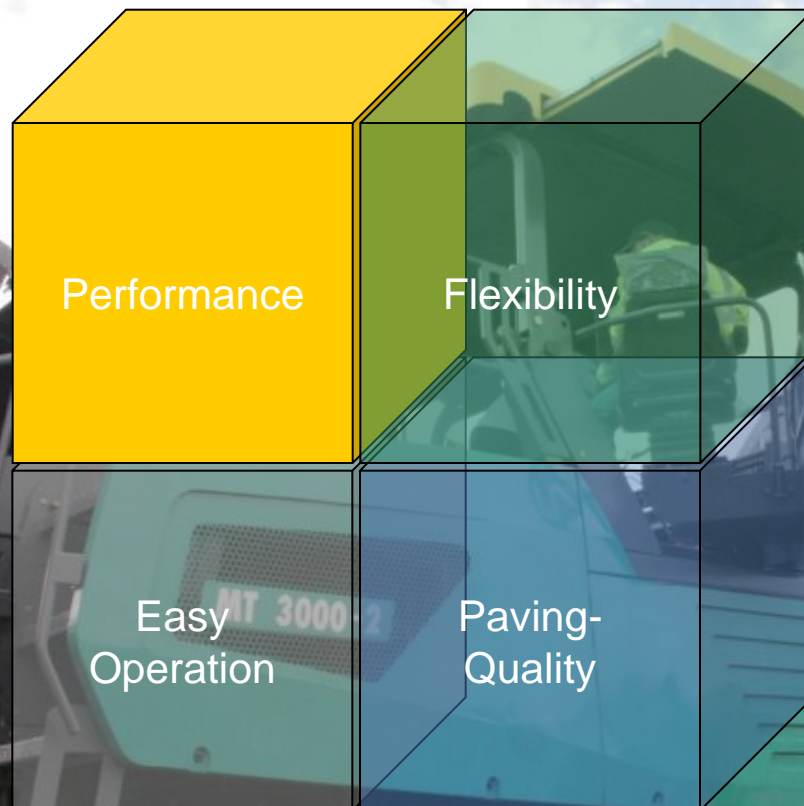 Performance
Flexibility
Easy
Operation
MT 3000-2
Paving-
Quality